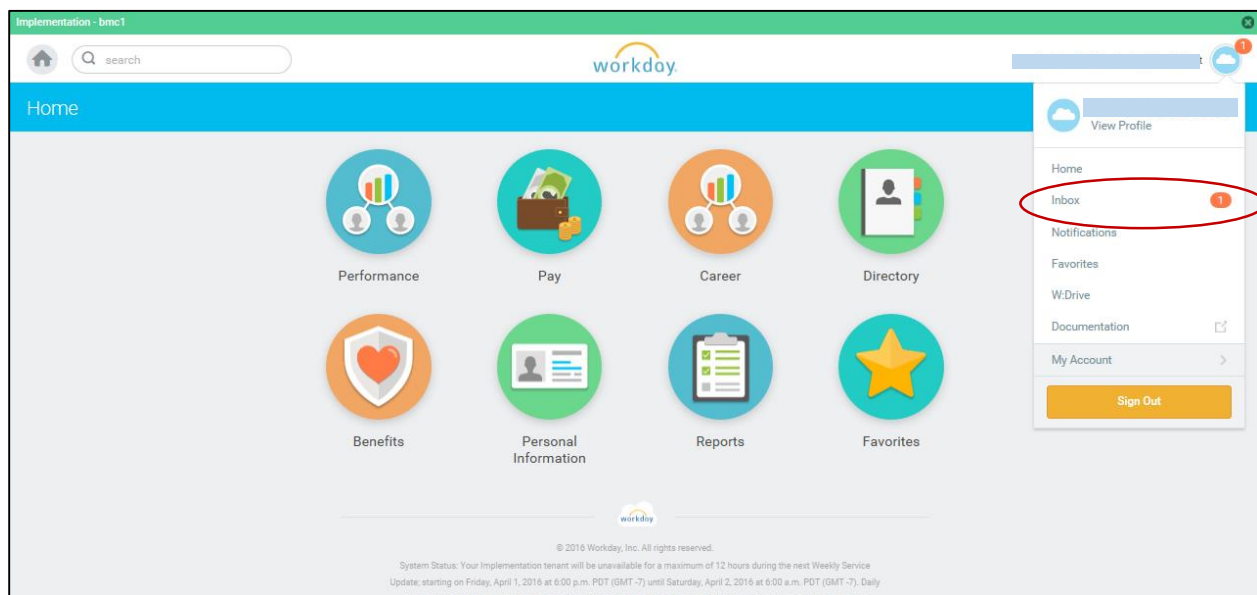 Implementation - bmc1
search
workday.
t
1
Home
View Profile
Home
Inbox
1
Notifications
Favorites
W:Drive
Documentation
My Account
Sign Out
Performance
Pay
Career
Directory
Benefits
Personal
Information
Reports
Favorites
workday
© 2016 Workday, Inc. All rights reserved.
System Status: Your Implementation tenant will be unavailable for a maximum of 12 hours during the next Weekly Service
Update; starting on Friday, April 1, 2016 at 6:00 p.m. PDT (GMT -7) until Saturday, April 2, 2016 at 6:00 a.m. PDT (GMT -7). Daily